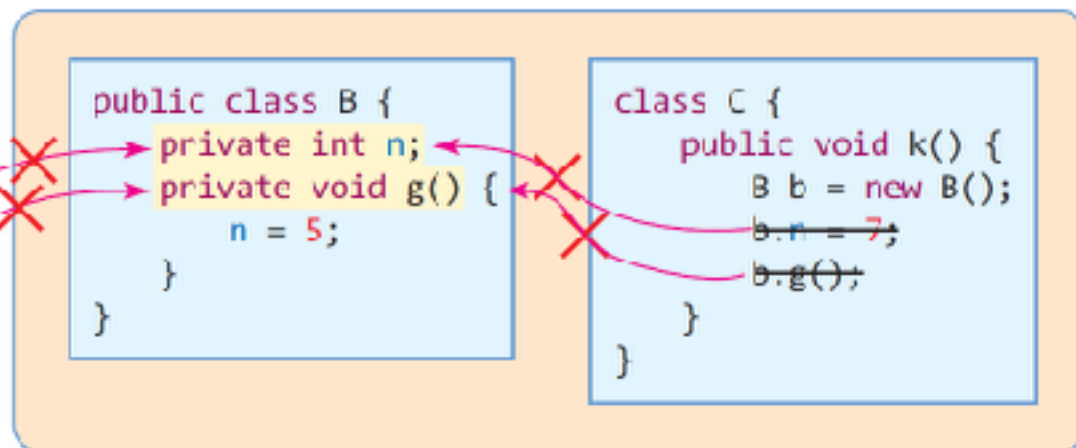 public class B {
private int n;
private void g() {
n = 5;
}
}
class C {
public void k() {
B b = new B();
b.n = 7;
b.g();
}
}